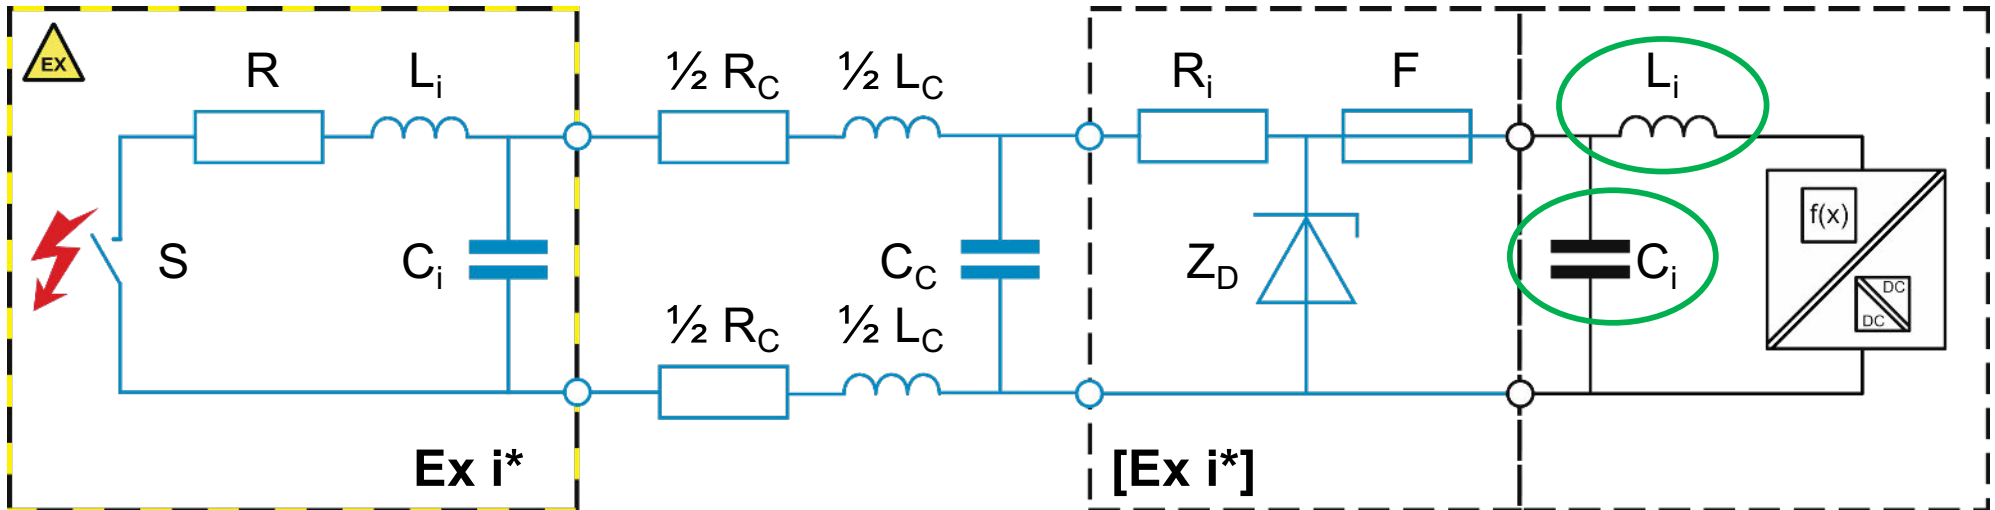 EX
R
Li
½ RC
½ LC
Ri
F
Li
S
Ci
CC
ZD
Ci
f(x)
DC
DC
½ RC
½ LC
Ex i*
[Ex i*]